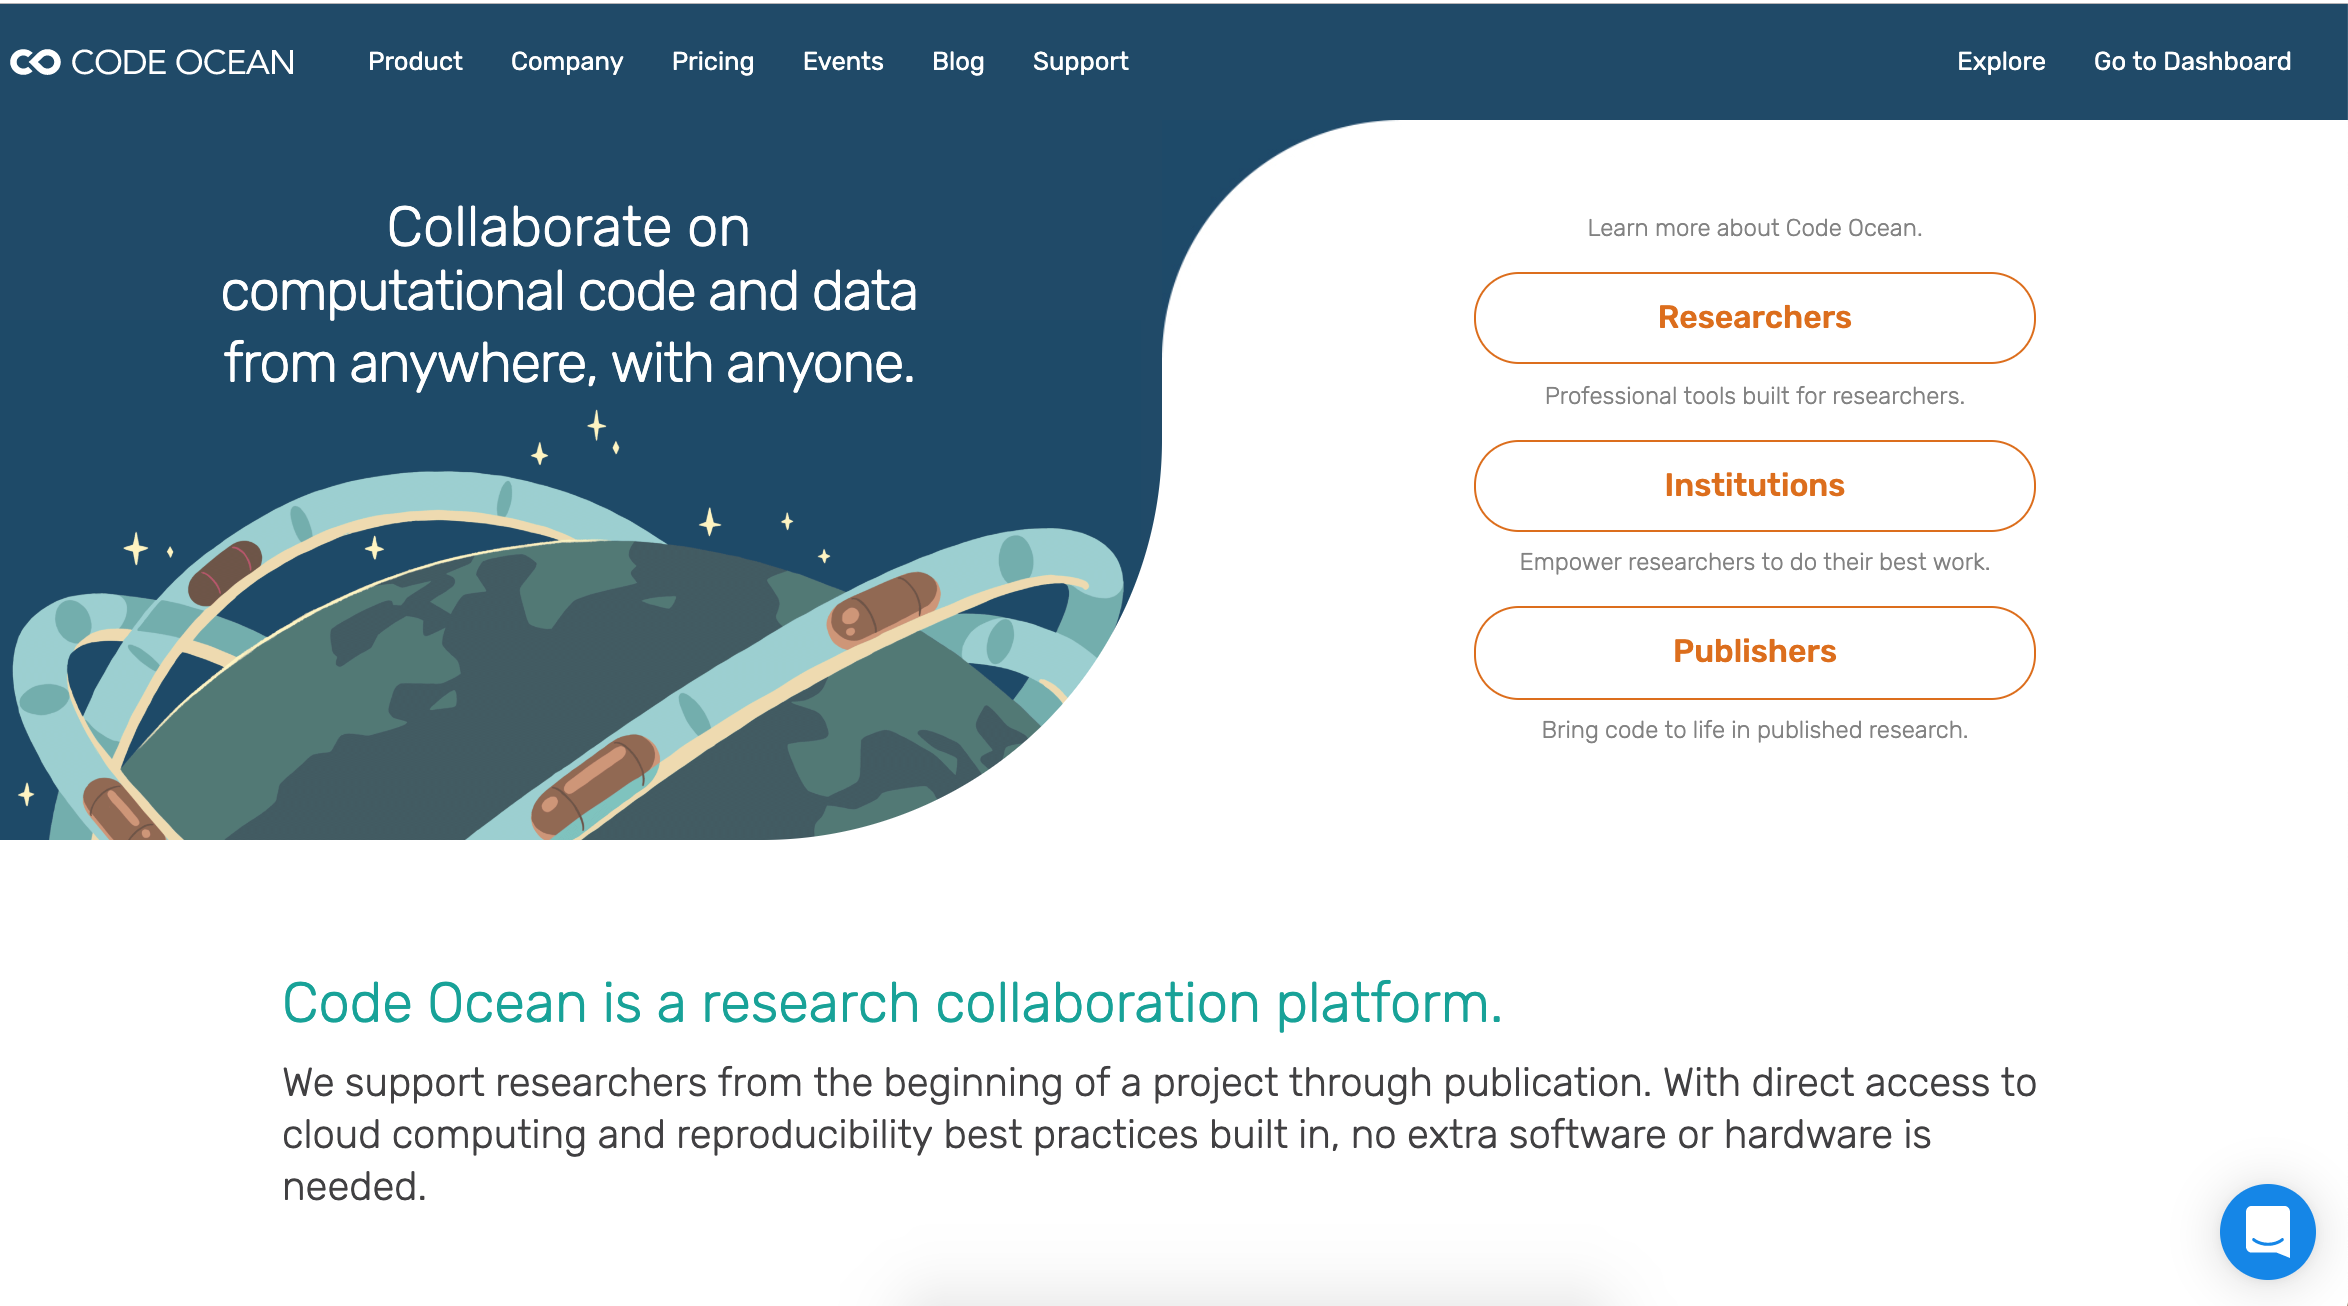 CODE OCEAN
Product
Company
Pricing
Events
Blog
Support
Explore
Go to Dashboard
Collaborate on
computational code and data
from anywhere, with anyone.
Learn more about Code Ocean.
Researchers
Professional tools built for researchers.
Institutions
Empower researchers to do their best work.
Publishers
Bring code to life in published research.
Code Ocean is a research collaboration platform.
We support researchers from the beginning of a project through publication. With direct access to
cloud computing and reproducibility best practices built in, no extra software or hardware is
needed.